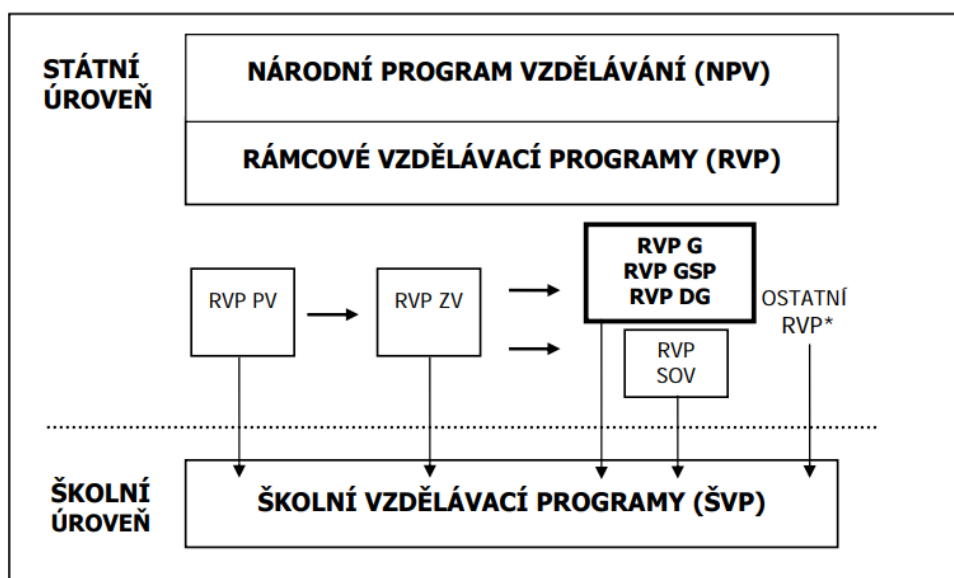 STÁTNÍ
ÚROVEŇ
NÁRODNÍ PROGRAM VZDĚLÁVÁNÍ (NPV)
RÁMCOVÉ VZDĚLÁVACÍ PROGRAMY (RVP)
RVP PV
RVP ZV
RVP G
RVP GSP
RVP DG
RVP
SOV
OSTATNÍ
RVP*
ŠKOLNÍ
ÚROVEŇ
ŠKOLNÍ VZDĚLÁVACÍ PROGRAMY (ŠVP)